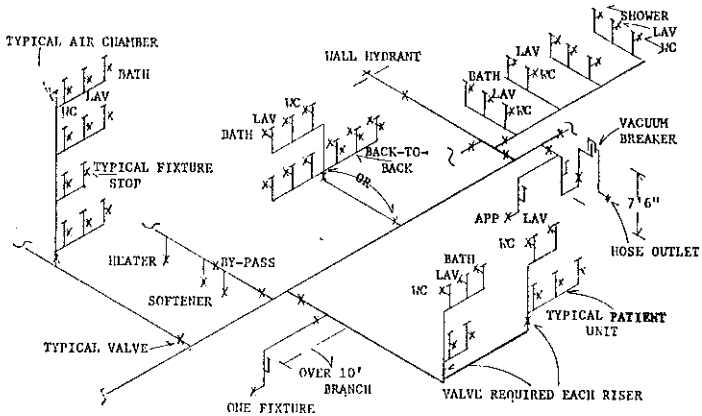 SHOWER
LAV
WC
TYPICAL AIR CHAMBER
WALL HYDRANT
LAV
WC
BATH
BATH
LAV
WC
LAV
WC
WC
LAV
BATH
VACUUM
BREAKER
BACK-TO-
BACK
TYPICAL FIXTURE
STOP
OR
7'6"
APP
LAV
HOSE OUTLET
WC
HEATER
BY-PASS
SOFTENER
BATH
LAV
WC
TYPICAL PATIENT
UNIT
TYPICAL VALVE
OVER 10'
BRANCH
ONE FIXTURE
VALVE REQUIRED EACH RISER